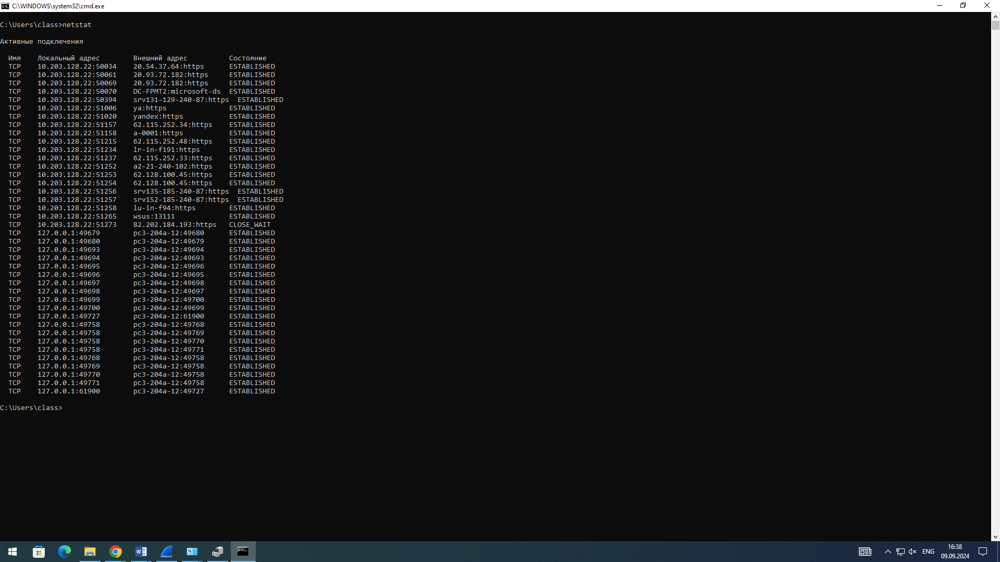 C:\WINDOWS\system32\cmd.exe
C:\Users\class>netstat
Активные подключения
Имя Локальный адрес Внешний адрес Состояние
TCP 10.203.128.22:50034 20.54.37.64:https ESTABLISHED
TCP 10.203.128.22:50061 20.93.72.182:https ESTABLISHED
TCP 10.203.128.22:50069 20.93.72.182:https ESTABLISHED
TCP 10.203.128.22:50070 DC-FPMT2:microsoft-ds ESTABLISHED
TCP 10.203.128.22:50394 srv131-129-240-87:https ESTABLISHED
TCP 10.203.128.22:51006 ya:https ESTABLISHED
TCP 10.203.128.22:51020 yandex:https ESTABLISHED
TCP 10.203.128.22:51157 62.115.252.34:https ESTABLISHED
TCP 10.203.128.22:51158 a-0001:https ESTABLISHED
TCP 10.203.128.22:51215 62.115.252.48:https ESTABLISHED
TCP 10.203.128.22:51234 lr-in-f191:https ESTABLISHED
TCP 10.203.128.22:51237 62.115.252.33:https ESTABLISHED
TCP 10.203.128.22:51252 a2-21-240-102:https ESTABLISHED
TCP 10.203.128.22:51253 62.128.100.45:https ESTABLISHED
TCP 10.203.128.22:51254 62.128.100.45:https ESTABLISHED
TCP 10.203.128.22:51256 srv135-185-240-87:https ESTABLISHED
TCP 10.203.128.22:51257 srv152-185-240-87:https ESTABLISHED
TCP 10.203.128.22:51258 lu-in-f94:https ESTABLISHED
TCP 10.203.128.22:51265 wsus:13111 ESTABLISHED
TCP 10.203.128.22:51273 82.202.184.193:https CLOSE_WAIT
TCP 127.0.0.1:49679 pc3-204a-12:49680 ESTABLISHED
TCP 127.0.0.1:49680 pc3-204a-12:49679 ESTABLISHED
TCP 127.0.0.1:49693 pc3-204a-12:49694 ESTABLISHED
TCP 127.0.0.1:49694 pc3-204a-12:49693 ESTABLISHED
TCP 127.0.0.1:49695 pc3-204a-12:49696 ESTABLISHED
TCP 127.0.0.1:49696 pc3-204a-12:49695 ESTABLISHED
TCP 127.0.0.1:49697 pc3-204a-12:49698 ESTABLISHED
TCP 127.0.0.1:49698 pc3-204a-12:49697 ESTABLISHED
TCP 127.0.0.1:49699 pc3-204a-12:49700 ESTABLISHED
TCP 127.0.0.1:49700 pc3-204a-12:49699 ESTABLISHED
TCP 127.0.0.1:49727 pc3-204a-12:61900 ESTABLISHED
TCP 127.0.0.1:49758 pc3-204a-12:49768 ESTABLISHED
TCP 127.0.0.1:49758 pc3-204a-12:49769 ESTABLISHED
TCP 127.0.0.1:49758 pc3-204a-12:49770 ESTABLISHED
TCP 127.0.0.1:49758 pc3-204a-12:49771 ESTABLISHED
TCP 127.0.0.1:49768 pc3-204a-12:49758 ESTABLISHED
TCP 127.0.0.1:49769 pc3-204a-12:49758 ESTABLISHED
TCP 127.0.0.1:49770 pc3-204a-12:49758 ESTABLISHED
TCP 127.0.0.1:49771 pc3-204a-12:49758 ESTABLISHED
TCP 127.0.0.1:61900 pc3-204a-12:49727 ESTABLISHED
C:\Users\class>
ENG
16:38
09.09.2024